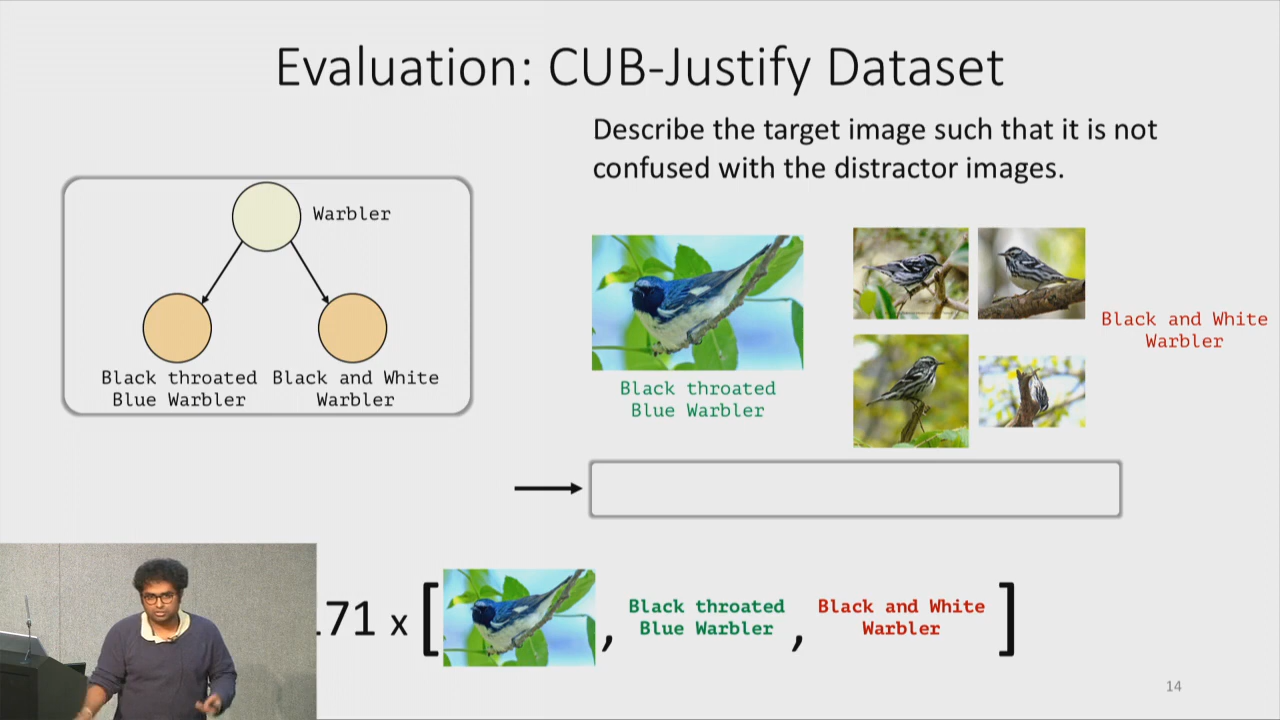 Evaluation: CUB-Justify Dataset
Describe the target image such that it is not
confused with the distractor images.
Warbler
Black throated
Blue Warbler
Black and White
Warbler
Black throated
Blue Warbler
Black and White
Warbler
.71 x [
,
Black throated
Blue Warbler
,
Black and White
Warbler
]
14